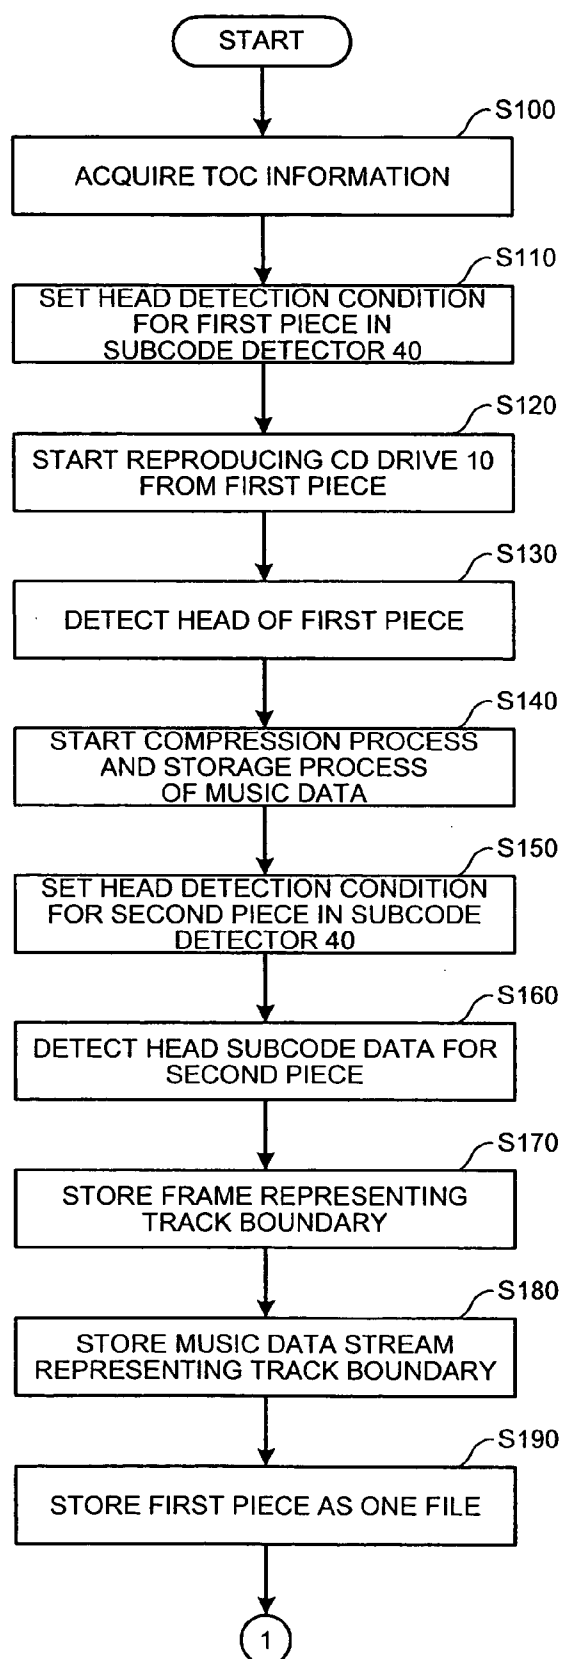 START
S100
ACQUIRE TOC INFORMATION
S110
SET HEAD DETECTION CONDITION
FOR FIRST PIECE IN
SUBCODE DETECTOR 40
S120
START REPRODUCING CD DRIVE 10
FROM FIRST PIECE
S130
DETECT HEAD OF FIRST PIECE
S140
START COMPRESSION PROCESS
AND STORAGE PROCESS
OF MUSIC DATA
S150
SET HEAD DETECTION CONDITION
FOR SECOND PIECE IN SUBCODE
DETECTOR 40
S160
DETECT HEAD SUBCODE DATA FOR
SECOND PIECE
S170
STORE FRAME REPRESENTING
TRACK BOUNDARY
S180
STORE MUSIC DATA STREAM
REPRESENTING TRACK BOUNDARY
S190
STORE FIRST PIECE AS ONE FILE
1